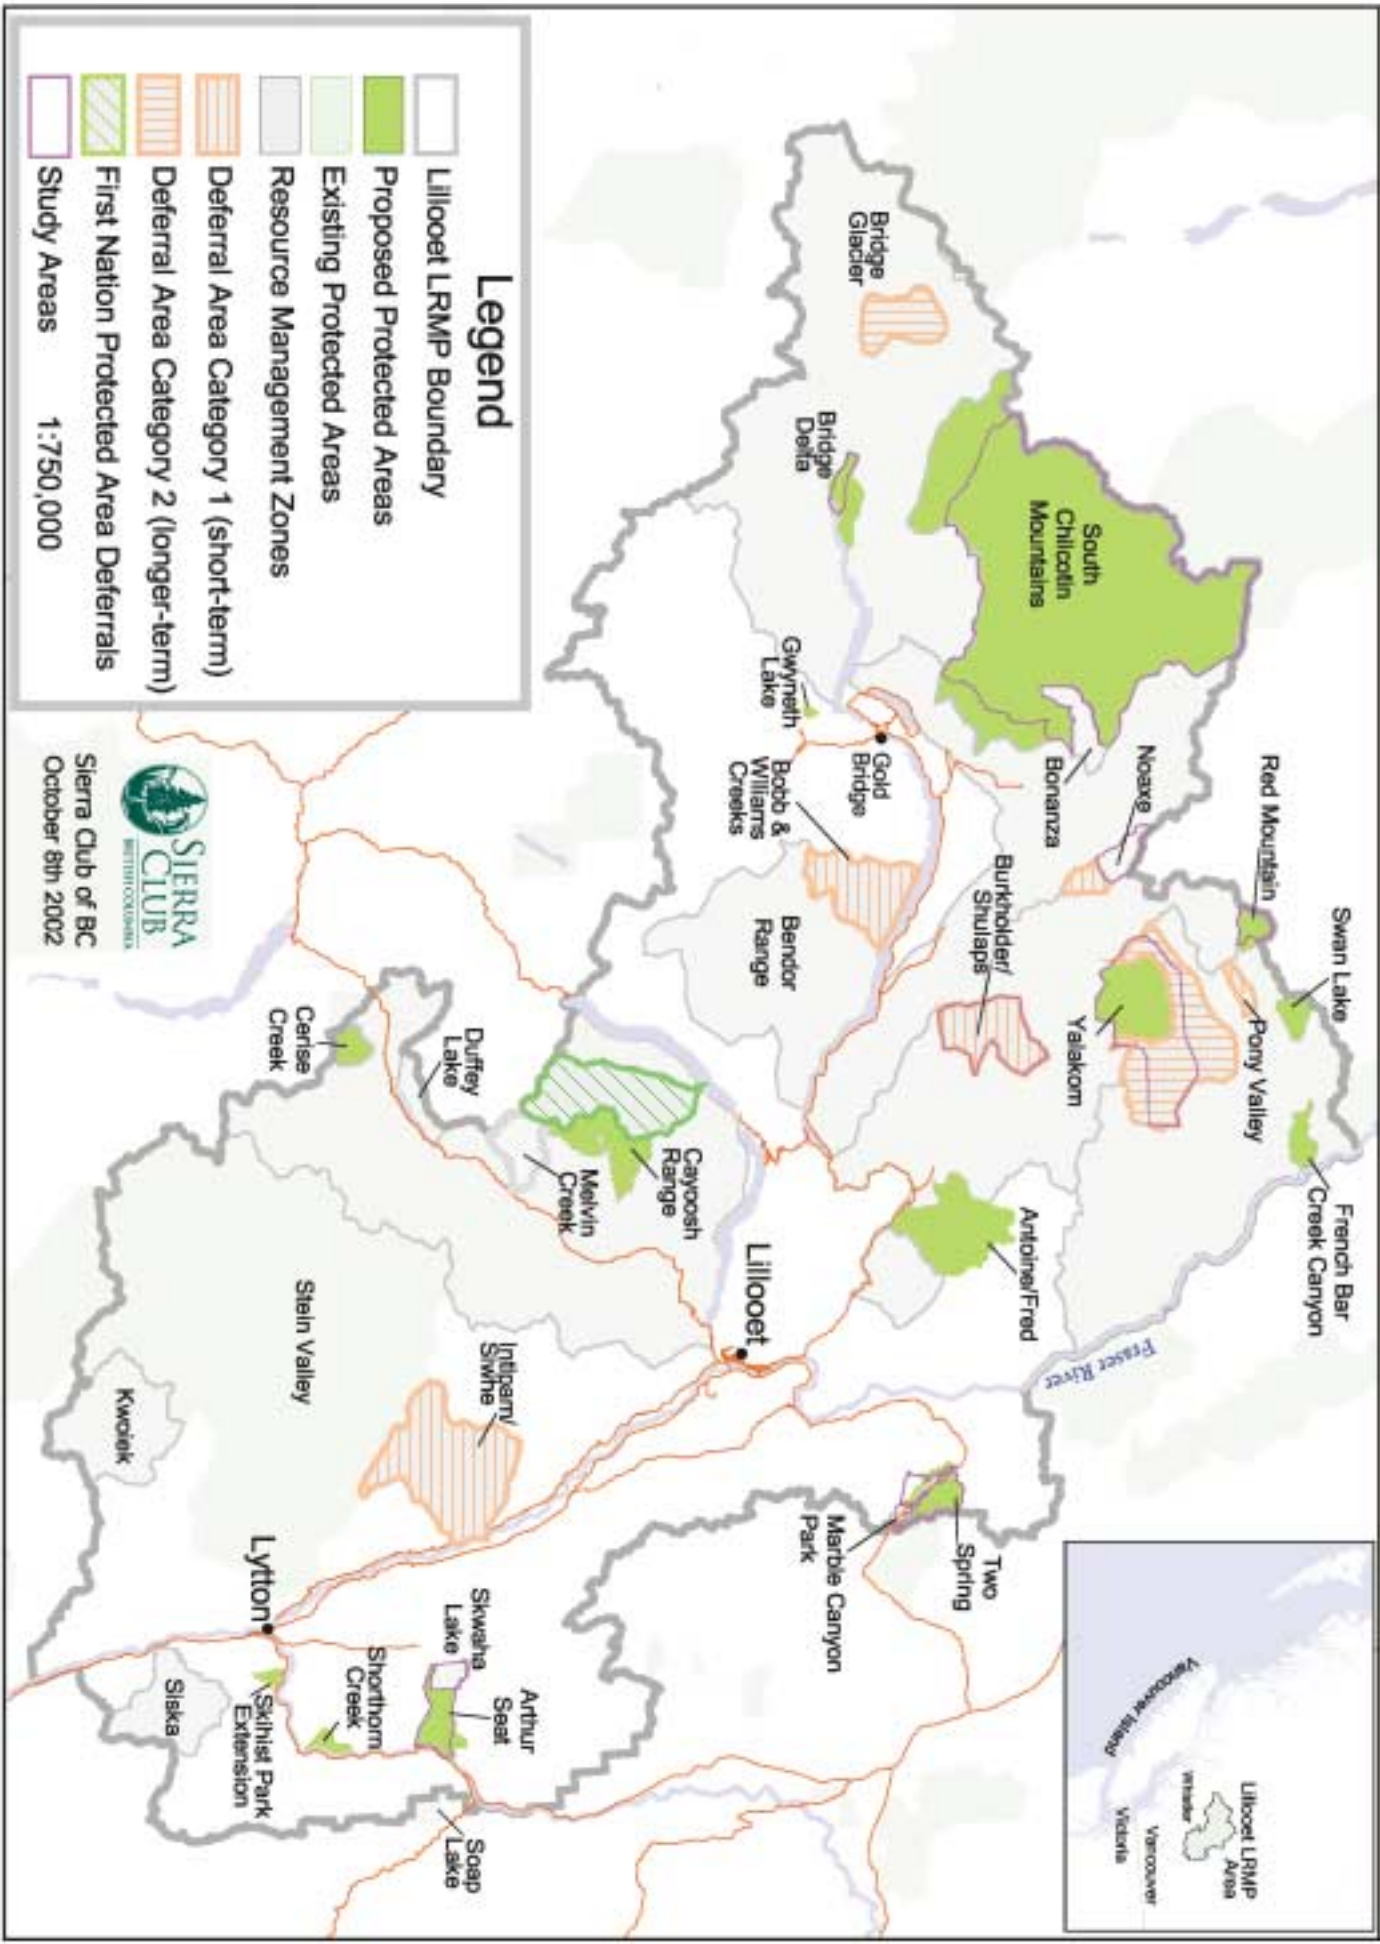 Legend
Lillooet LRMP Boundary
Proposed Protected Areas
Existing Protected Areas
Resource Management Zones
Deferral Area Category 1 (short-term)
Deferral Area Category 2 (longer-term)
First Nation Protected Area Deferrals
Study Areas 1:750,000
SIERRA
CLUB
BRITISH COLUMBIA
Sierra Club of BC
October 8th 2002
Bridge
Glacier
Bridge
Delta
South
Chilcotin
Mountains
Gwyneth
Lake
Gold
Bridge
Bonanza
Noaxe
Red Mountain
Swan Lake
Pony Valley
French Bar
Creek Canyon
Bobb &
Williams
Creeks
Bendor
Range
Burkholder/
Shulaps
Yalakom
Antoine/Fred
Fraser River
Cerise
Creek
Duffey
Lake
Melvin
Creek
Cayoosh
Range
Lillooet
Two
Spring
Marble Canyon
Park
Stein Valley
Intlpam/
Siwhe
Kwoiek
Lytton
Siska
Skihist Park
Extension
Shorthorn
Creek
Skwaha
Lake
Arthur
Seat
Soap
Lake
Lillooet LRMP
Area
Whistler
Vancouver
Victoria
Vancouver Island